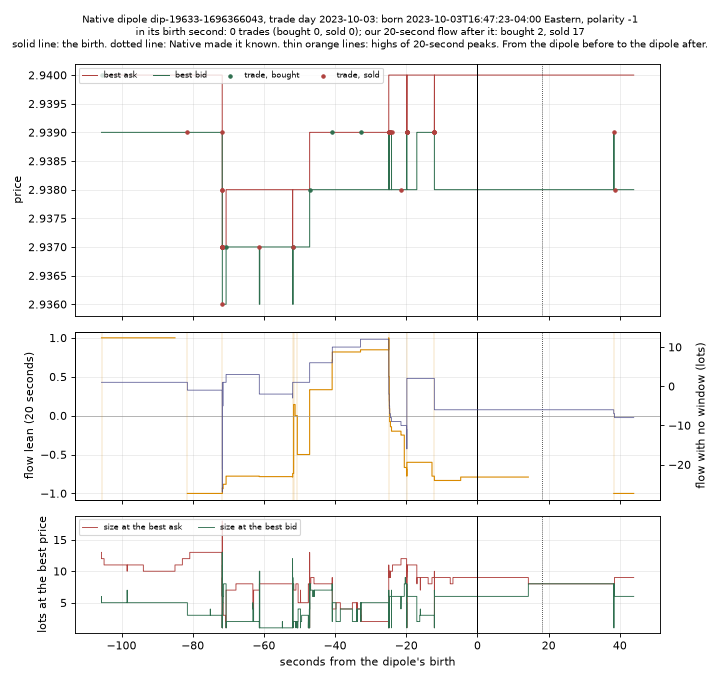 Native dipole dip-19633-1696366043, trade day 2023-10-03: born 2023-10-03T16:47:23-04:00 Eastern, polarity -1
in its birth second: 0 trades (bought 0, sold 0); our 20-second flow after it: bought 2, sold 17
solid line: the birth. dotted line: Native made it known. thin orange lines: highs of 20-second peaks. From the dipole before to the dipole after.
best ask
best bid
trade, bought
trade, sold
2.9400
2.9395
2.9390
2.9385
2.9380
2.9375
2.9370
2.9365
2.9360
price
1.0
0.5
0.0
−0.5
−1.0
flow lean (20 seconds)
10
0
−10
−20
flow with no window (lots)
size at the best ask
size at the best bid
15
10
5
lots at the best price
−100
−80
−60
−40
−20
0
20
40
seconds from the dipole's birth